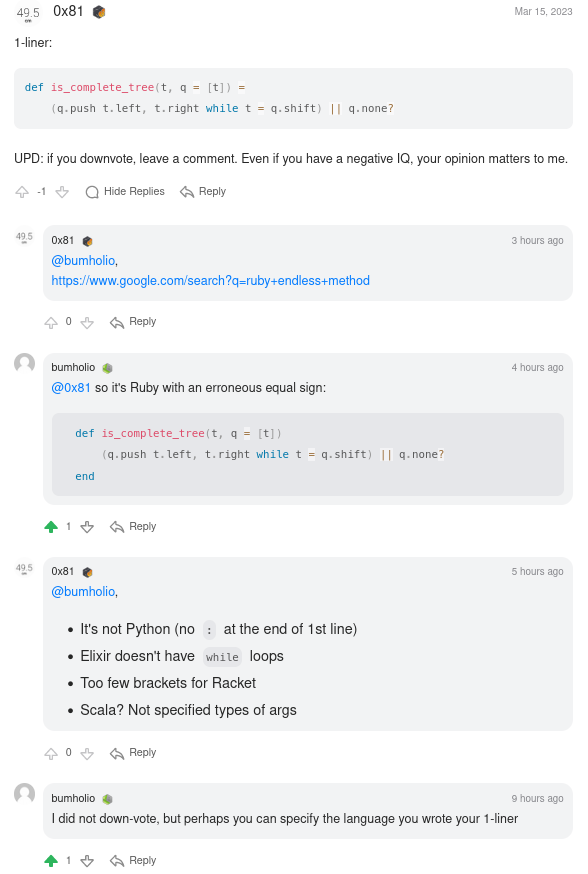 49.5
cm
0x81
Mar 15, 2023
1-liner:
def is_complete_tree(t, q = [t]) =
    (q.push t.left, t.right while t = q.shift) || q.none?
UPD: if you downvote, leave a comment. Even if you have a negative IQ, your opinion matters to me.
-1 Hide Replies Reply
49.5
0x81
3 hours ago
@bumholio,
https://www.google.com/search?q=ruby+endless+method
0 Reply
bumholio
4 hours ago
@0x81 so it's Ruby with an erroneous equal sign:
def is_complete_tree(t, q = [t])
    (q.push t.left, t.right while t = q.shift) || q.none?
end
1 Reply
49.5
0x81
5 hours ago
@bumholio,
• It's not Python (no : at the end of 1st line)
• Elixir doesn't have while loops
• Too few brackets for Racket
• Scala? Not specified types of args
0 Reply
bumholio
9 hours ago
I did not down-vote, but perhaps you can specify the language you wrote your 1-liner
1 Reply